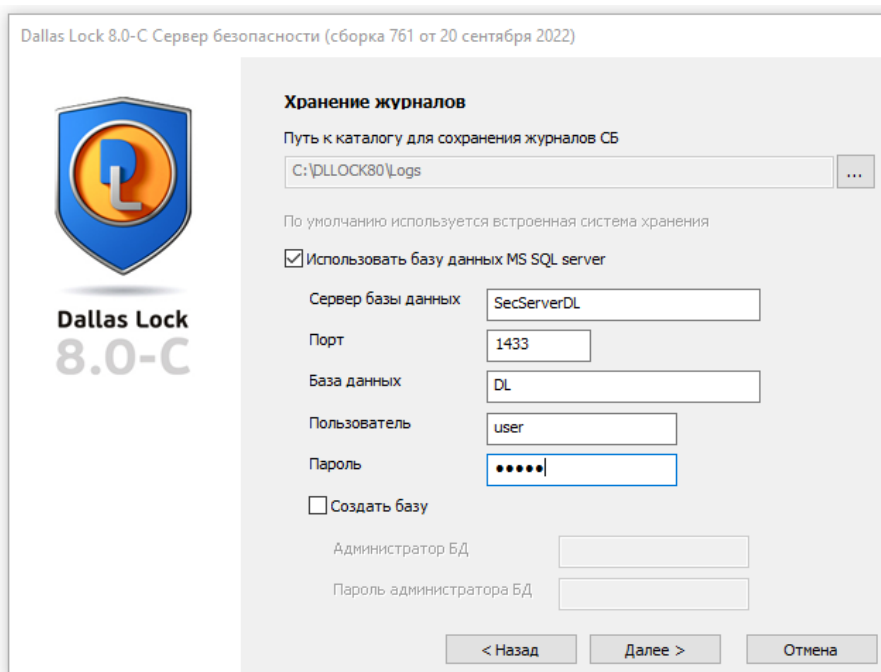 Dallas Lock 8.0-C Сервер безопасности (сборка 761 от 20 сентября 2022)
DL
Dallas Lock
8.0-C
Хранение журналов
Путь к каталогу для сохранения журналов СБ
C:\DLLOCK80\Logs
...
По умолчанию используется встроенная система хранения
Использовать базу данных MS SQL server
Сервер базы данных SecServerDL
Порт 1433
База данных DL
Пользователь user
Пароль •••••
Создать базу
Администратор БД
Пароль администратора БД
< Назад Далее > Отмена